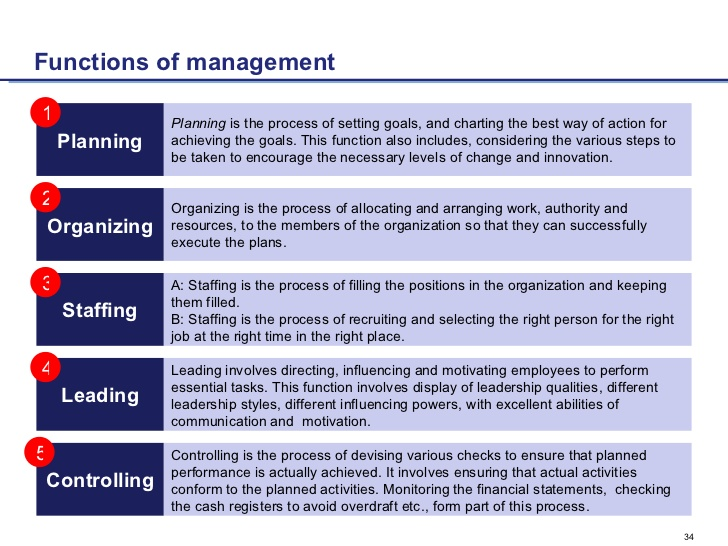 Functions of management
1
Planning
Planning is the process of setting goals, and charting the best way of action for
achieving the goals. This function also includes, considering the various steps to
be taken to encourage the necessary levels of change and innovation.
2
Organizing
Organizing is the process of allocating and arranging work, authority and
resources, to the members of the organization so that they can successfully
execute the plans.
3
Staffing
A: Staffing is the process of filling the positions in the organization and keeping
them filled.
B: Staffing is the process of recruiting and selecting the right person for the right
job at the right time in the right place.
4
Leading
Leading involves directing, influencing and motivating employees to perform
essential tasks. This function involves display of leadership qualities, different
leadership styles, different influencing powers, with excellent abilities of
communication and  motivation.
5
Controlling
Controlling is the process of devising various checks to ensure that planned
performance is actually achieved. It involves ensuring that actual activities
conform to the planned activities. Monitoring the financial statements,  checking
the cash registers to avoid overdraft etc., form part of this process.
34